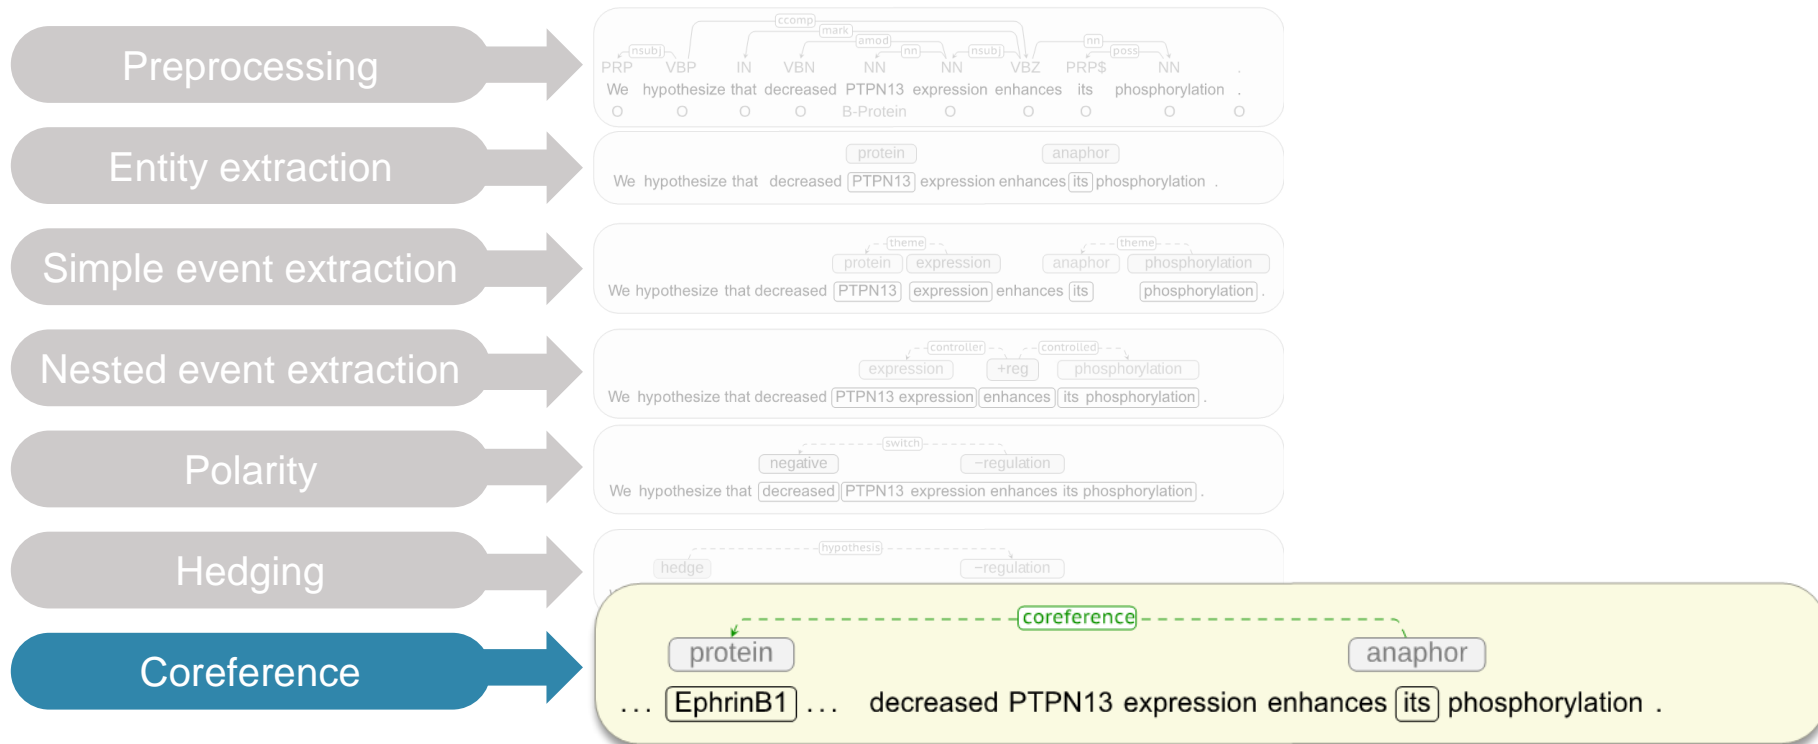 Preprocessing
ccomp
mark
amod
nsubj nn nsubj nn poss
PRP VBP IN VBN NN NN VBZ PRP$ NN .
We hypothesize that decreased PTPN13 expression enhances its phosphorylation .
O O O O B-Protein O O O O O
Entity extraction
protein anaphor
We hypothesize that decreased PTPN13 expression enhances its phosphorylation .
Simple event extraction
theme theme
protein expression anaphor phosphorylation
We hypothesize that decreased PTPN13 expression enhances its phosphorylation .
Nested event extraction
controller controlled
expression +reg phosphorylation
We hypothesize that decreased PTPN13 expression enhances its phosphorylation .
Polarity
switch
negative −regulation
We hypothesize that decreased PTPN13 expression enhances its phosphorylation .
Hedging
hypothesis
hedge −regulation
Coreference
coreference
protein anaphor
... EphrinB1 ... decreased PTPN13 expression enhances its phosphorylation .